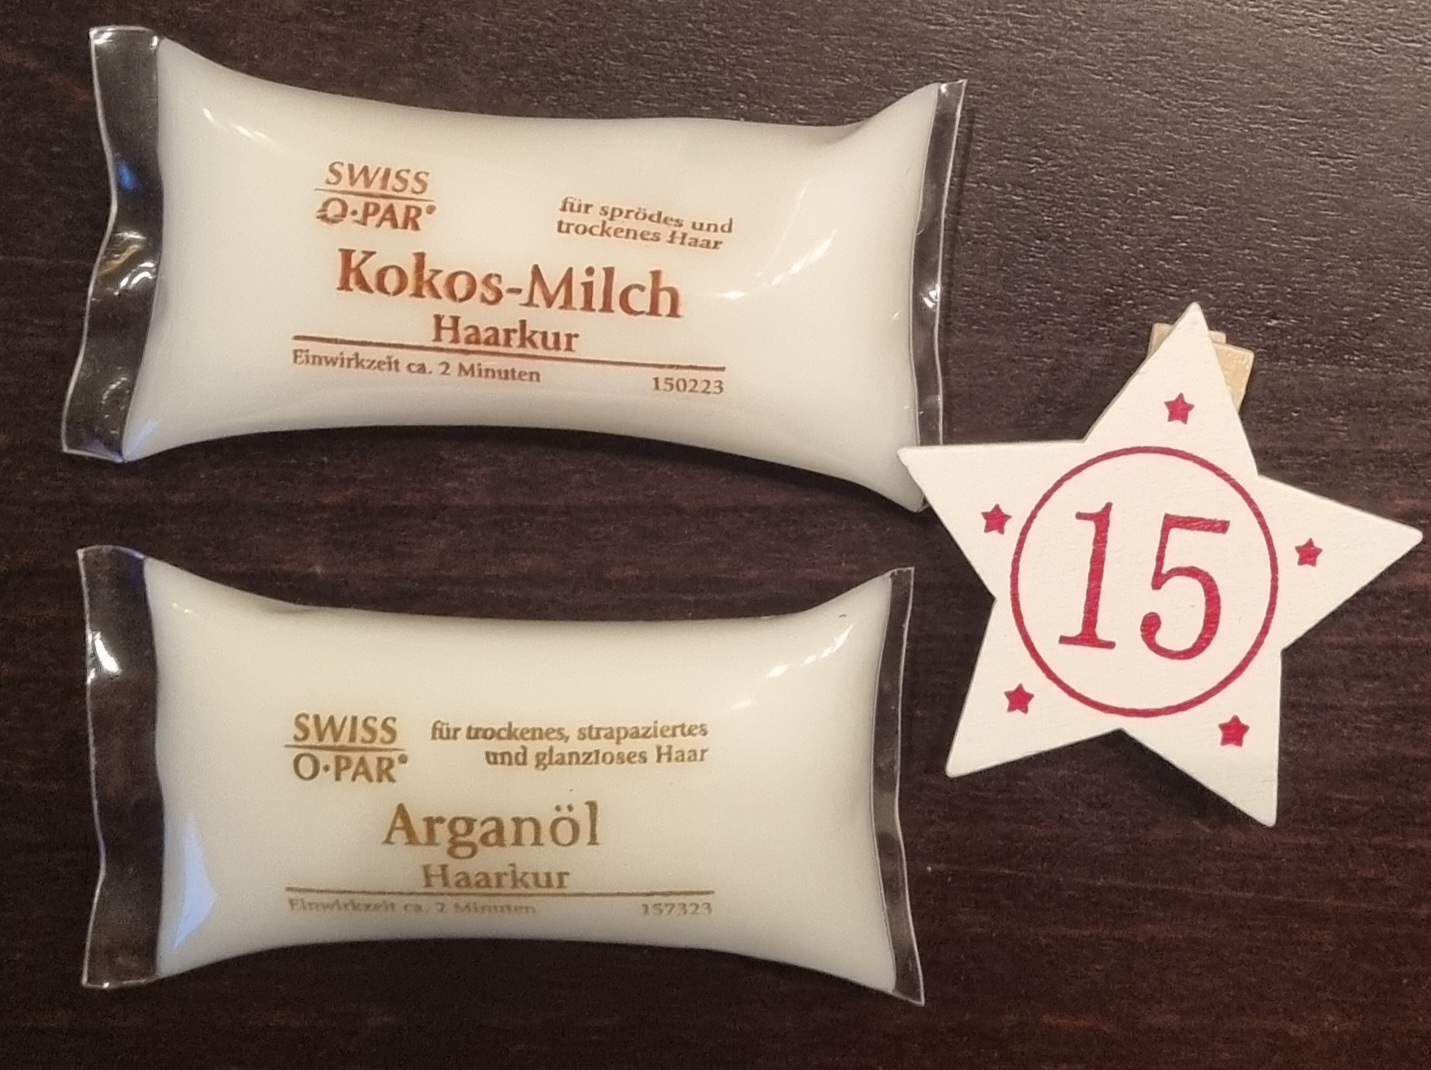 SWISS
O·PAR®
für sprödes und
trockenes Haar
Kokos-Milch
Haarkur
Einwirkzeit ca. 2 Minuten 150223
15
SWISS
O·PAR®
für trockenes, strapaziertes
und glanzloses Haar
Arganöl
Haarkur
Einwirkzeit ca. 2 Minuten 157323